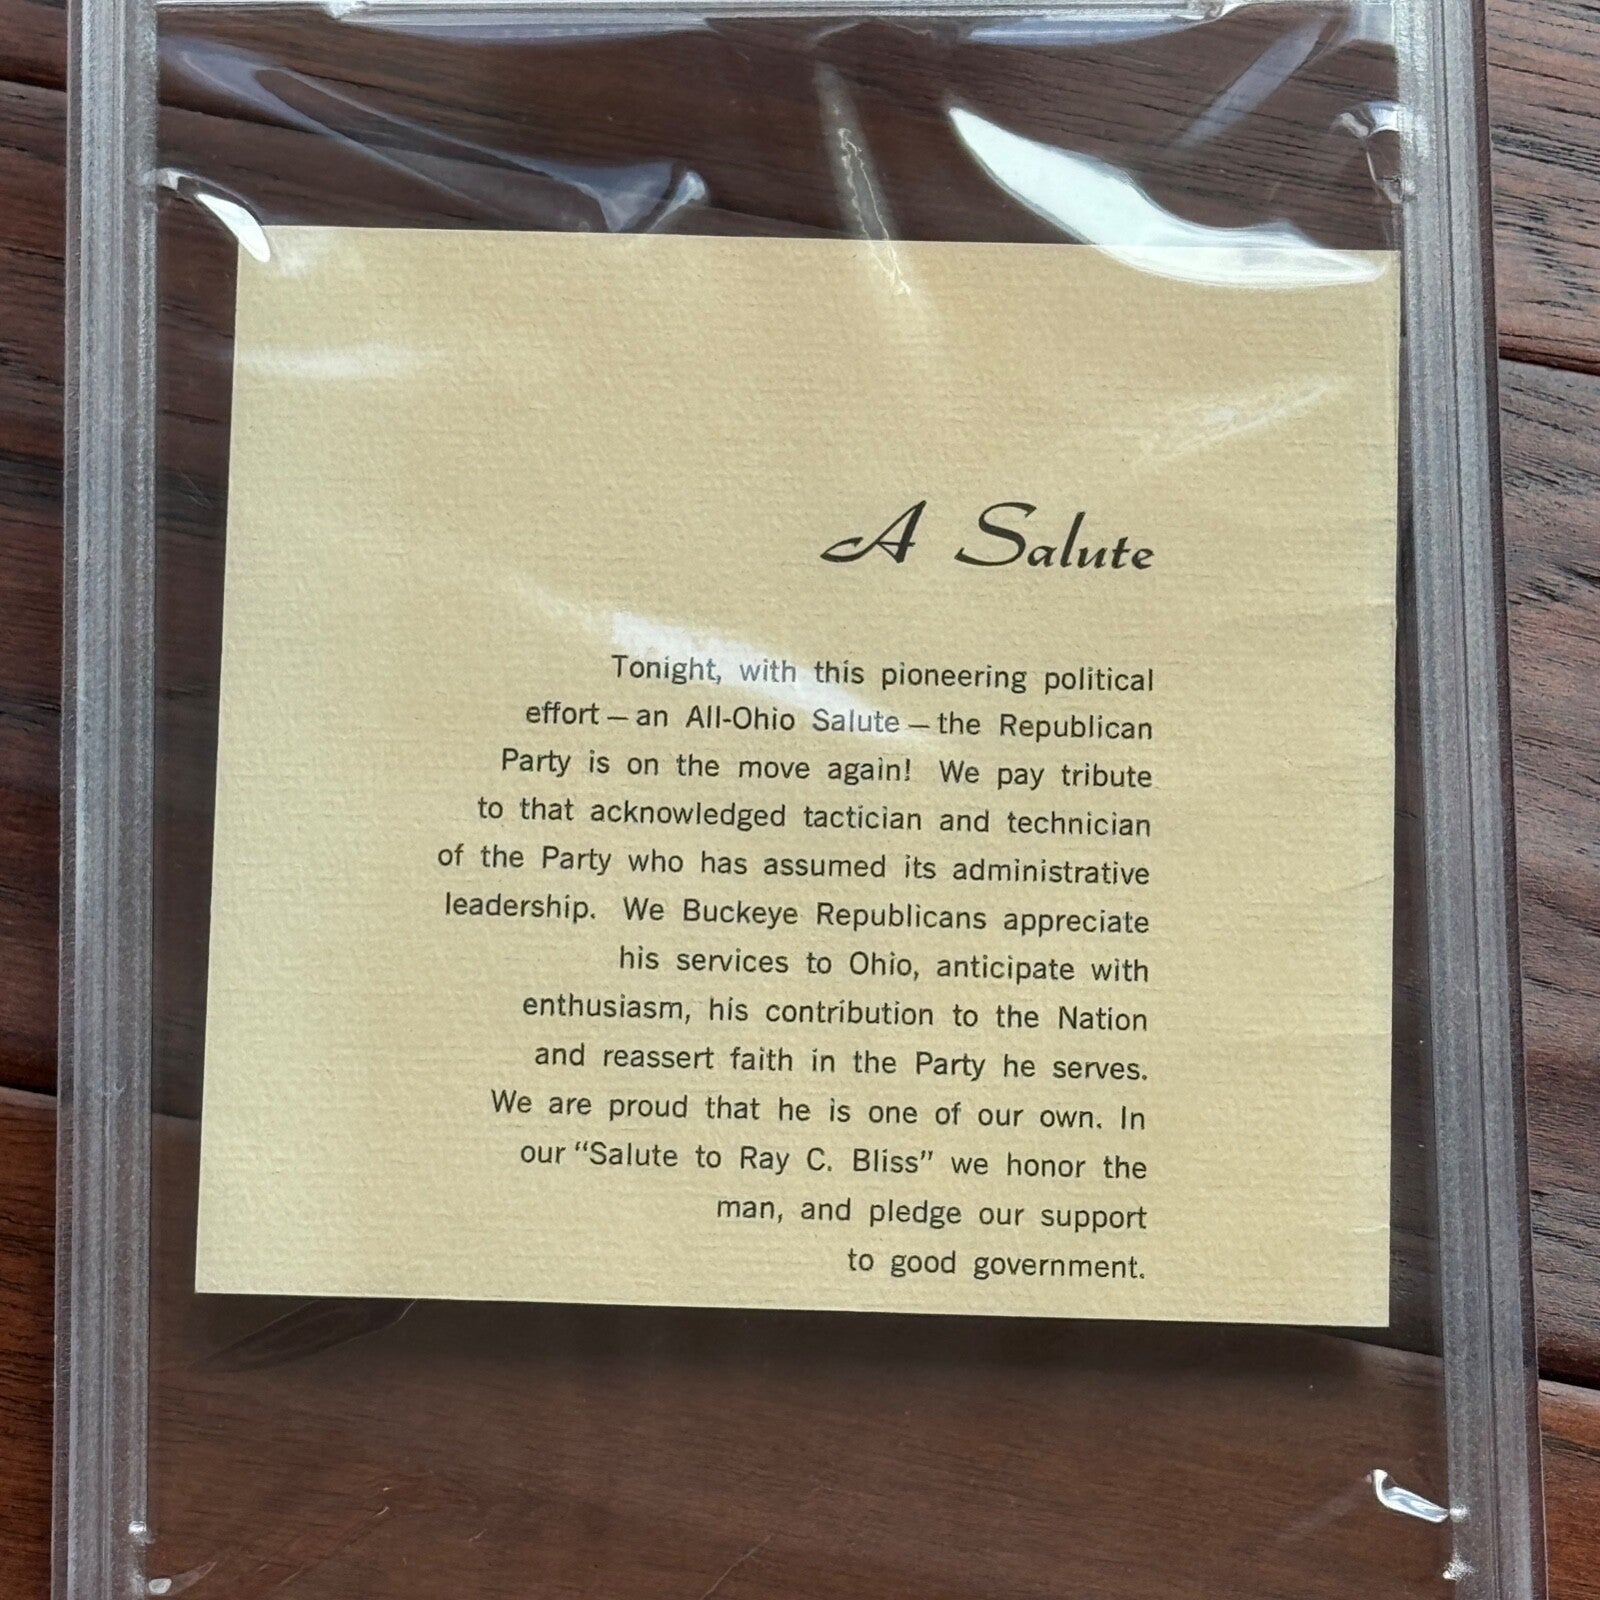 A Salute
Tonight, with this pioneering political
effort – an All-Ohio Salute – the Republican
Party is on the move again! We pay tribute
to that acknowledged tactician and technician
of the Party who has assumed its administrative
leadership. We Buckeye Republicans appreciate
his services to Ohio, anticipate with
enthusiasm, his contribution to the Nation
and reassert faith in the Party he serves.
We are proud that he is one of our own. In
our “Salute to Ray C. Bliss” we honor the
man, and pledge our support
to good government.